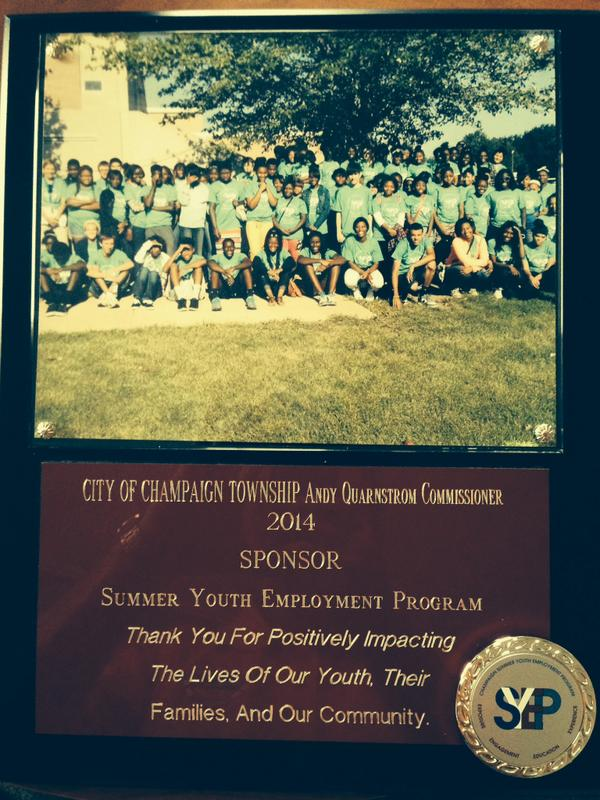 CITY OF CHAMPAIGN TOWNSHIP ANDY QUARNSTROM COMMISSIONER
2014
SPONSOR
SUMMER YOUTH EMPLOYMENT PROGRAM
Thank You For Positively Impacting
The Lives Of Our Youth, Their
Families, And Our Community.
CHAMPAIGN SUMMER YOUTH EMPLOYMENT PROGRAM
SYEP
EXPOSURE ENGAGEMENT EDUCATION EXPERIENCE